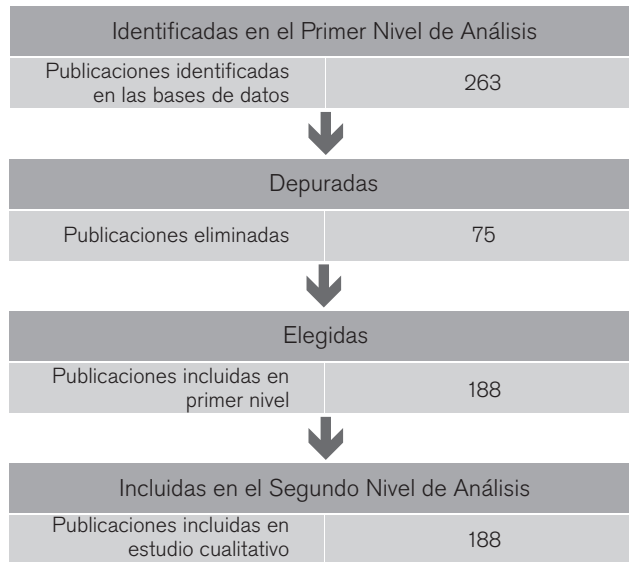 Identificadas en el Primer Nivel de Análisis
Publicaciones identificadas
en las bases de datos
263
Depuradas
Publicaciones eliminadas
75
Elegidas
Publicaciones incluidas en
primer nivel
188
Incluidas en el Segundo Nivel de Análisis
Publicaciones incluidas en
estudio cualitativo
188